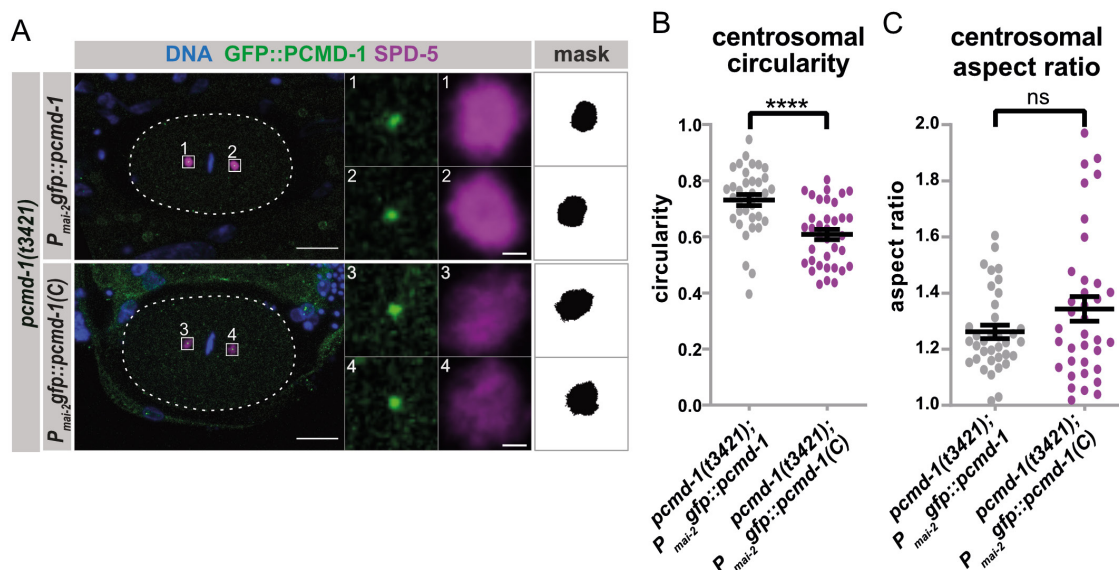 A
DNA GFP::PCMD-1 SPD-5
mask
pcmd-1(t3421)
P mai-2 gfp::pcmd-1
1
2
1
1
2
2
P mai-2 gfp::pcmd-1(C)
3
4
3
3
4
4
B
centrosomal
circularity
****
circularity
1.0
0.8
0.6
0.4
0.2
0.0
pcmd-1(t3421);
P mai-2 gfp::pcmd-1
pcmd-1(t3421);
P mai-2 gfp::pcmd-1(C)
C
centrosomal
aspect ratio
ns
aspect ratio
2.0
1.8
1.6
1.4
1.2
1.0
pcmd-1(t3421);
P mai-2 gfp::pcmd-1
pcmd-1(t3421);
P mai-2 gfp::pcmd-1(C)